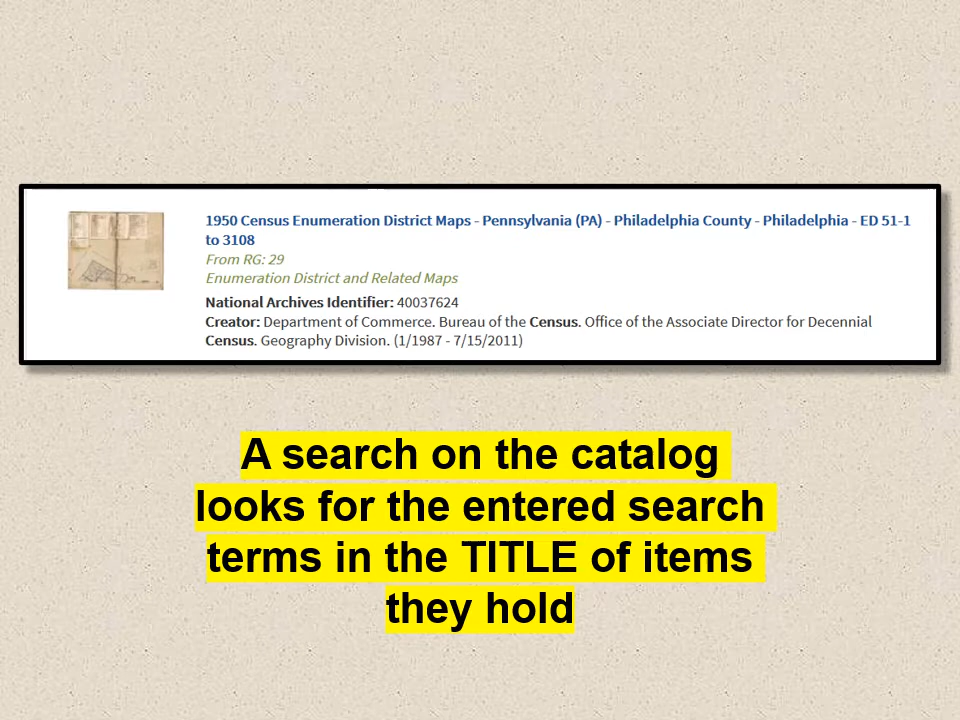 1950 Census Enumeration District Maps - Pennsylvania (PA) - Philadelphia County - Philadelphia - ED 51-1
to 3108
From RG: 29
Enumeration District and Related Maps
National Archives Identifier: 40037624
Creator: Department of Commerce. Bureau of the Census. Office of the Associate Director for Decennial
Census. Geography Division. (1/1987 - 7/15/2011)
A search on the catalog
looks for the entered search
terms in the TITLE of items
they hold